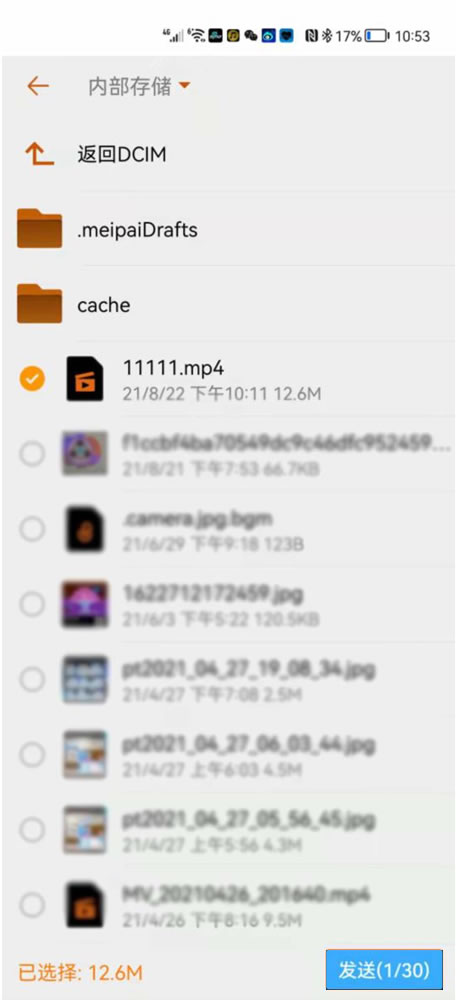 17% 10:53
内部存储
返回DCIM
.meipaiDrafts
cache
11111.mp4
21/8/22 下午10:11 12.6M
21/8/21 下午7:53 66.7KB
.camera.jpg.bgm
21/6/29 下午9:18 123B
1622712172459.jpg
21/6/3 下午5:22 120.5KB
pt2021_04_27_19_08_34.jpg
21/4/27 下午7:08 2.5M
pt2021_04_27_06_03_44.jpg
21/4/27 上午6:03 4.5M
pt2021_04_27_05_56_45.jpg
21/4/27 上午5:56 4.3M
MV_20210426_201640.mp4
21/4/26 下午8:16 9.5M
已选择: 12.6M
发送(1/30)